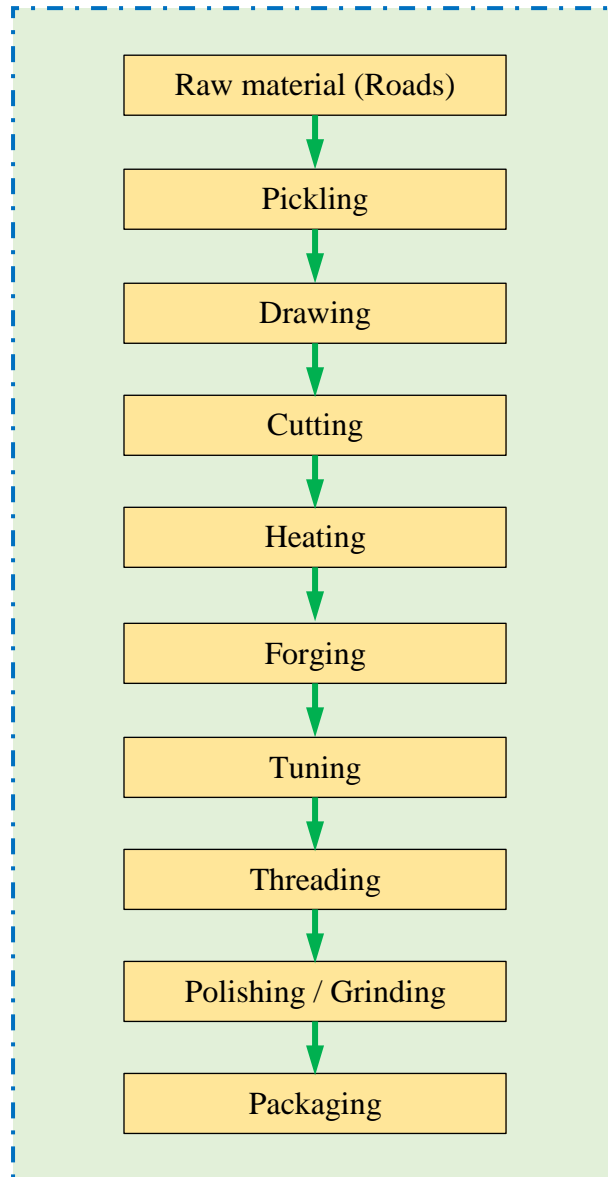 Raw material (Roads)
Pickling
Drawing
Cutting
Heating
Forging
Tuning
Threading
Polishing / Grinding
Packaging